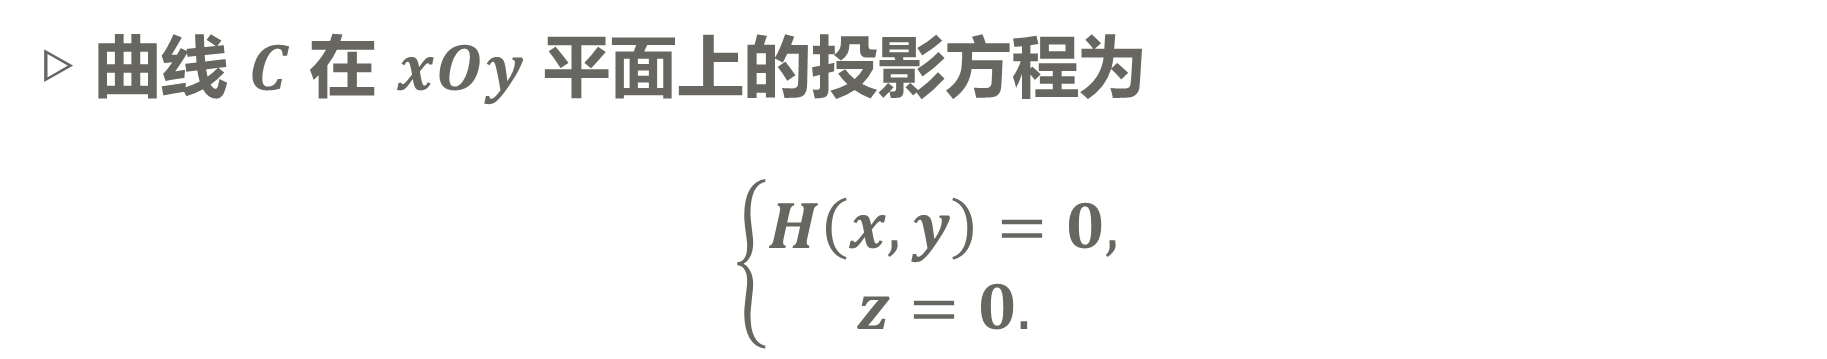 ▷ 曲线 C 在 xOy 平面上的投影方程为
{H(x, y) = 0,
z = 0.